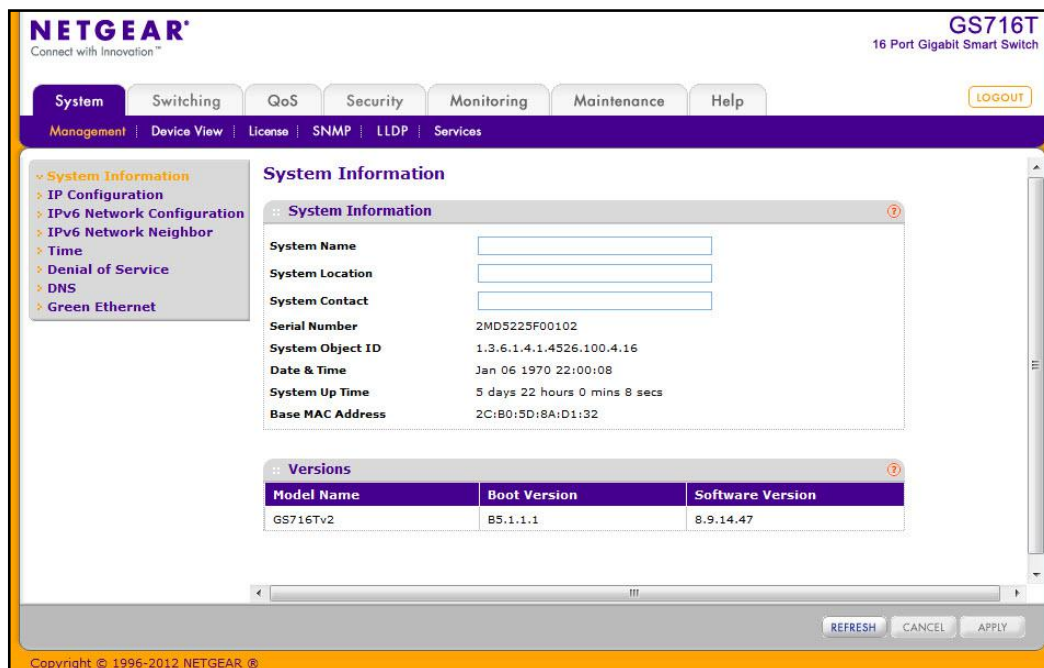 NETGEAR®
Connect with Innovation™
GS716T
16 Port Gigabit Smart Switch
System Switching QoS Security Monitoring Maintenance Help LOGOUT
Management Device View License SNMP LLDP Services
System Information
IP Configuration
IPv6 Network Configuration
IPv6 Network Neighbor
Time
Denial of Service
DNS
Green Ethernet
System Information
System Information ?
System Name
System Location
System Contact
Serial Number 2MD5225F00102
System Object ID 1.3.6.1.4.1.4526.100.4.16
Date & Time Jan 06 1970 22:00:08
System Up Time 5 days 22 hours 0 mins 8 secs
Base MAC Address 2C:B0:5D:8A:D1:32
Versions ?
Model Name Boot Version Software Version
GS716Tv2 B5.1.1.1 8.9.14.47
REFRESH CANCEL APPLY
Copyright © 1996-2012 NETGEAR ®